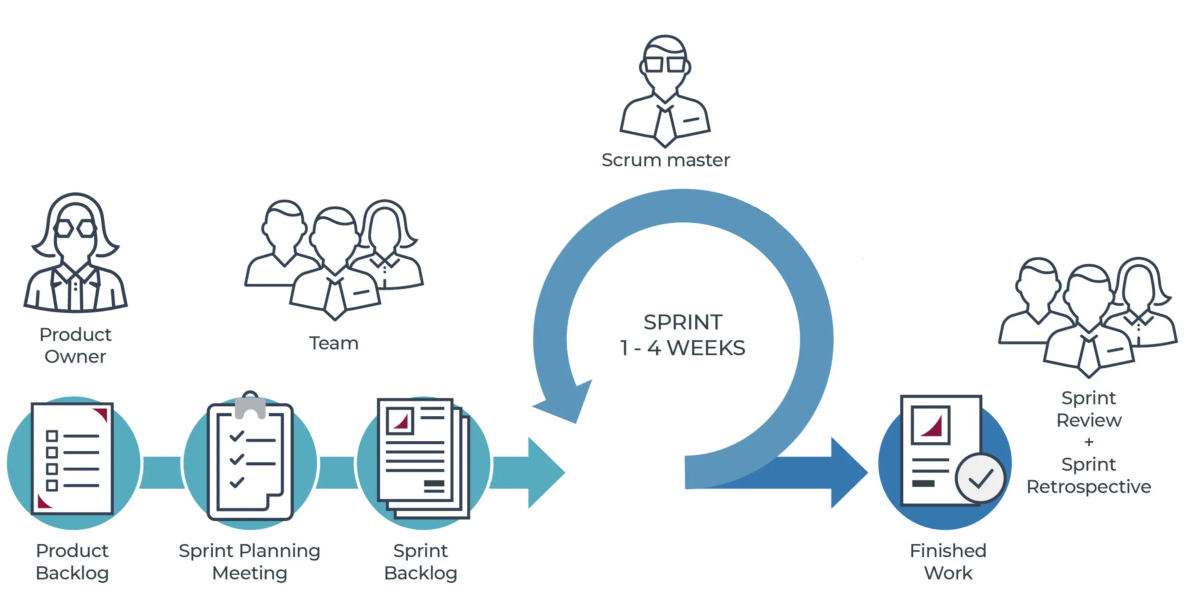 Scrum master
Product
Owner
Team
SPRINT
1 - 4 WEEKS
Sprint
Review
+
Sprint
Retrospective
Product
Backlog
Sprint Planning
Meeting
Sprint
Backlog
Finished
Work